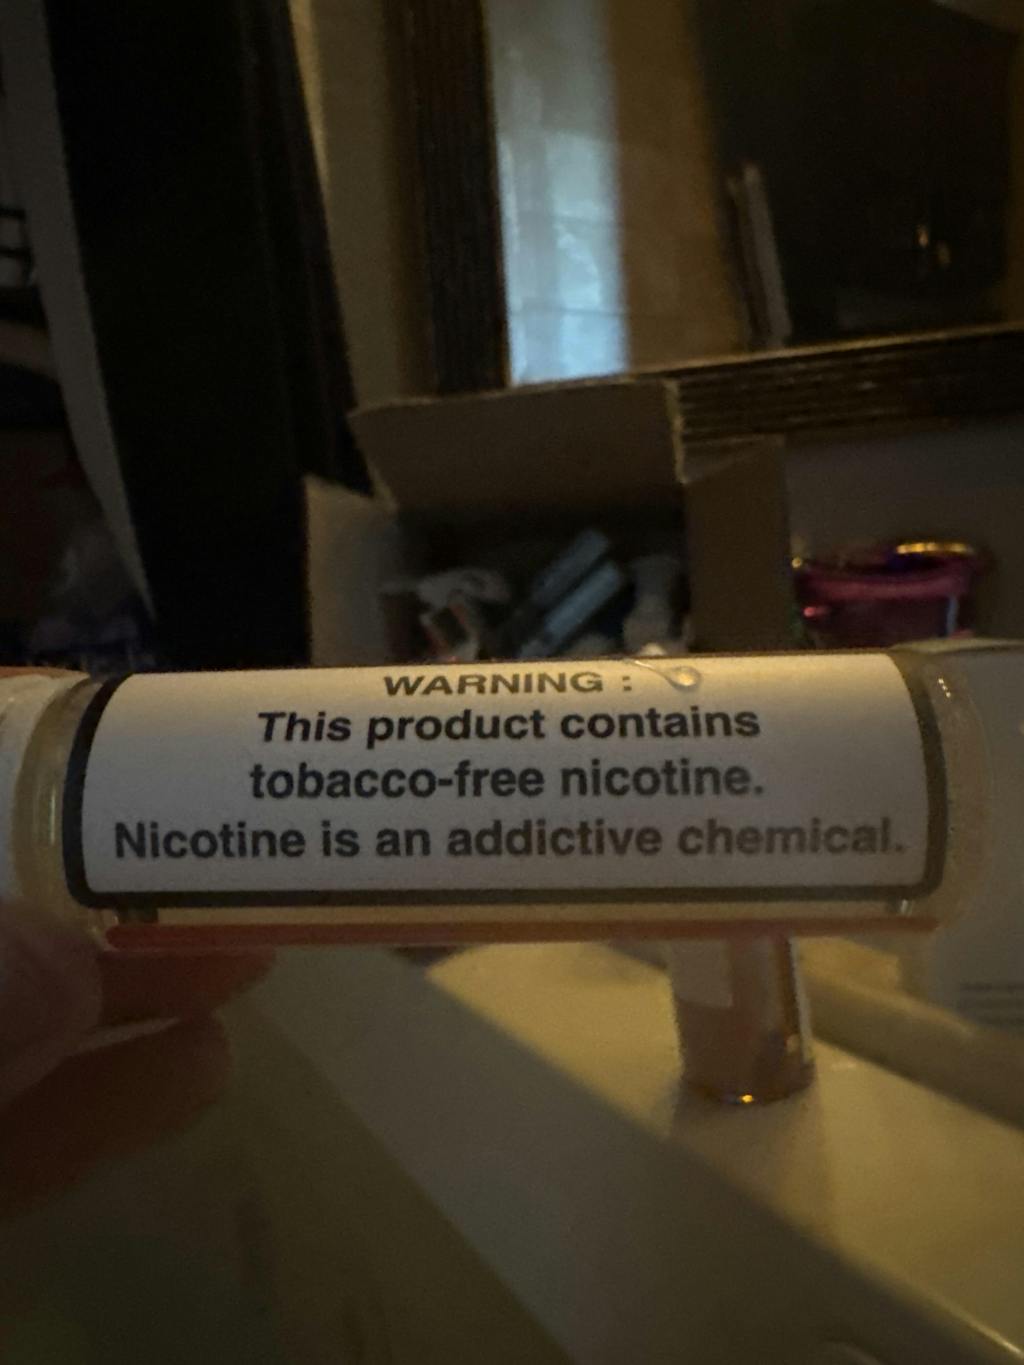 WARNING :
This product contains
tobacco-free nicotine.
Nicotine is an addictive chemical.